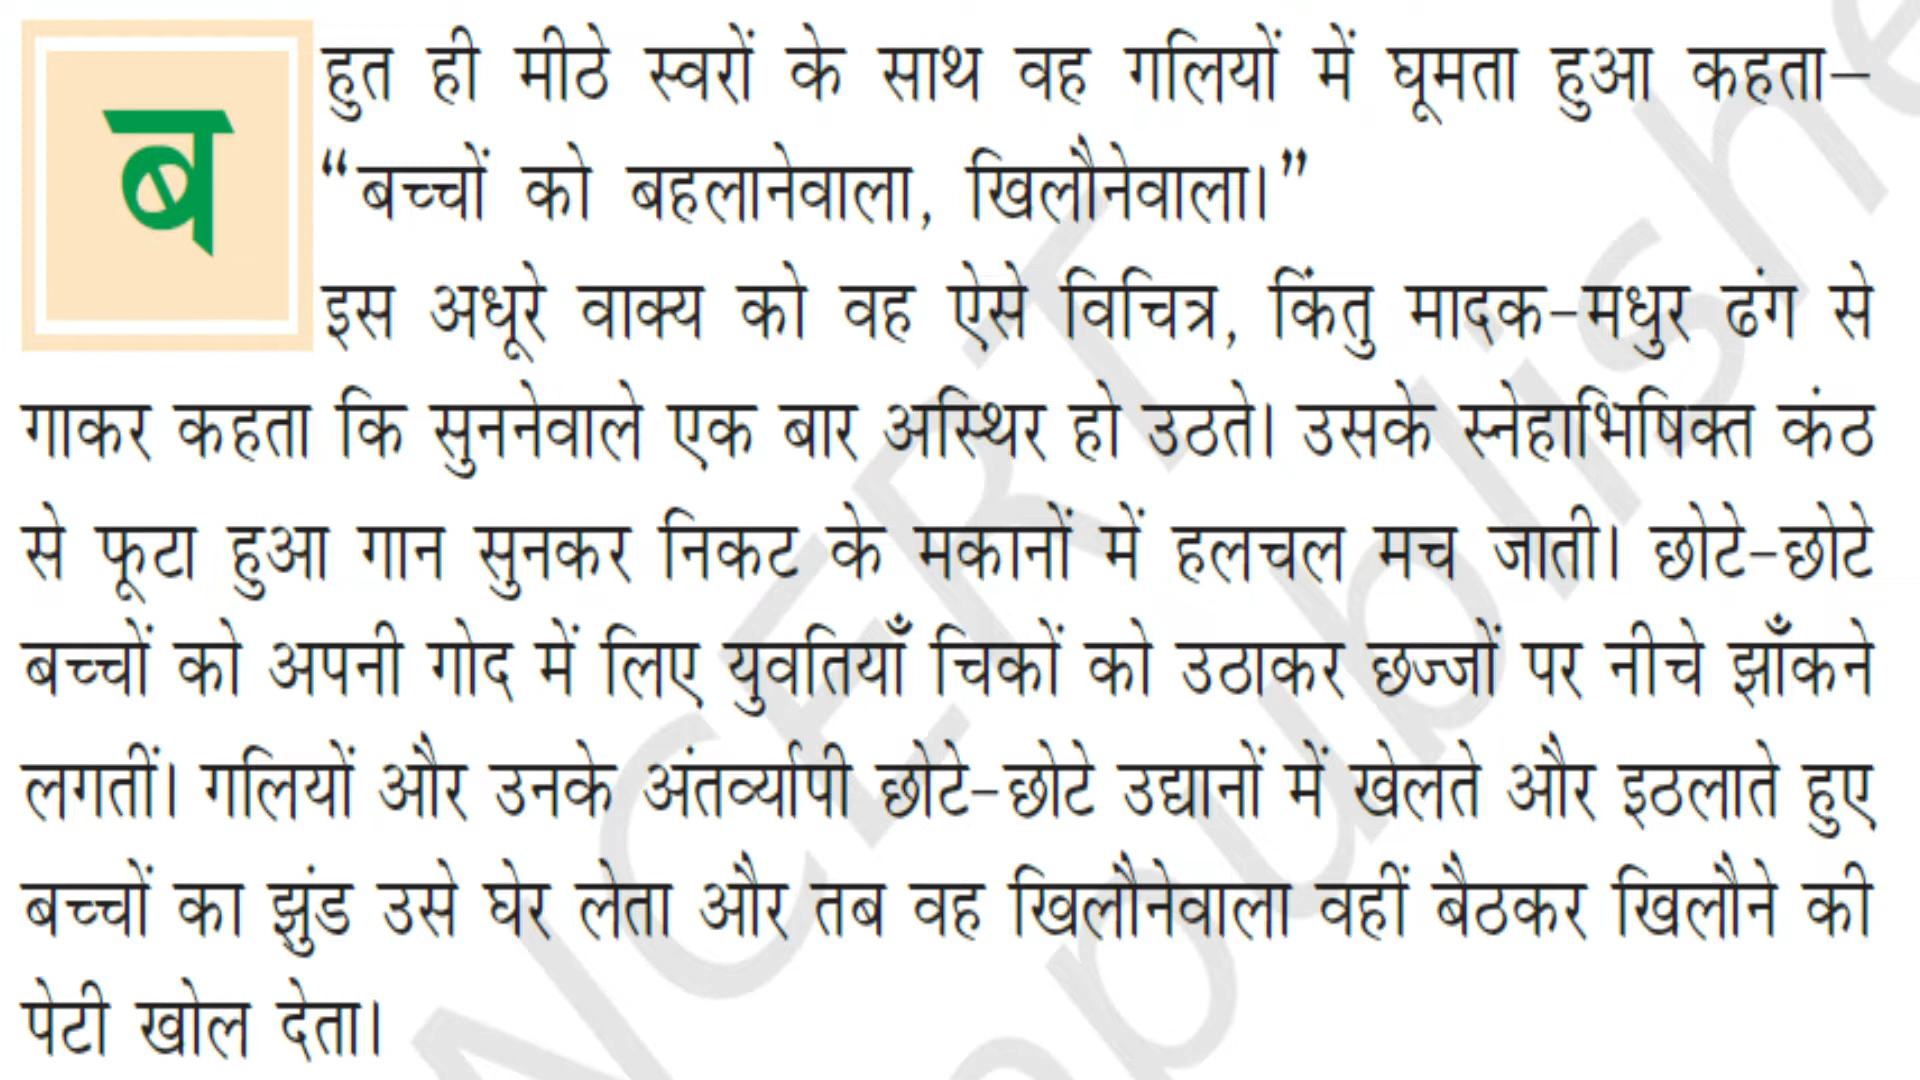 बहुत ही मीठे स्वरों के साथ वह गलियों में घूमता हुआ कहता–
“बच्चों को बहलानेवाला, खिलौनेवाला।”
इस अधूरे वाक्य को वह ऐसे विचित्र, किंतु मादक-मधुर ढंग से
गाकर कहता कि सुननेवाले एक बार अस्थिर हो उठते। उसके स्नेहाभिषिक्त कंठ
से फूटा हुआ गान सुनकर निकट के मकानों में हलचल मच जाती। छोटे-छोटे
बच्चों को अपनी गोद में लिए युवतियाँ चिकों को उठाकर छज्जों पर नीचे झाँकने
लगतीं। गलियों और उनके अंतर्व्यापी छोटे-छोटे उद्यानों में खेलते और इठलाते हुए
बच्चों का झुंड उसे घेर लेता और तब वह खिलौनेवाला वहीं बैठकर खिलौने की
पेटी खोल देता।
NCERT
publishe